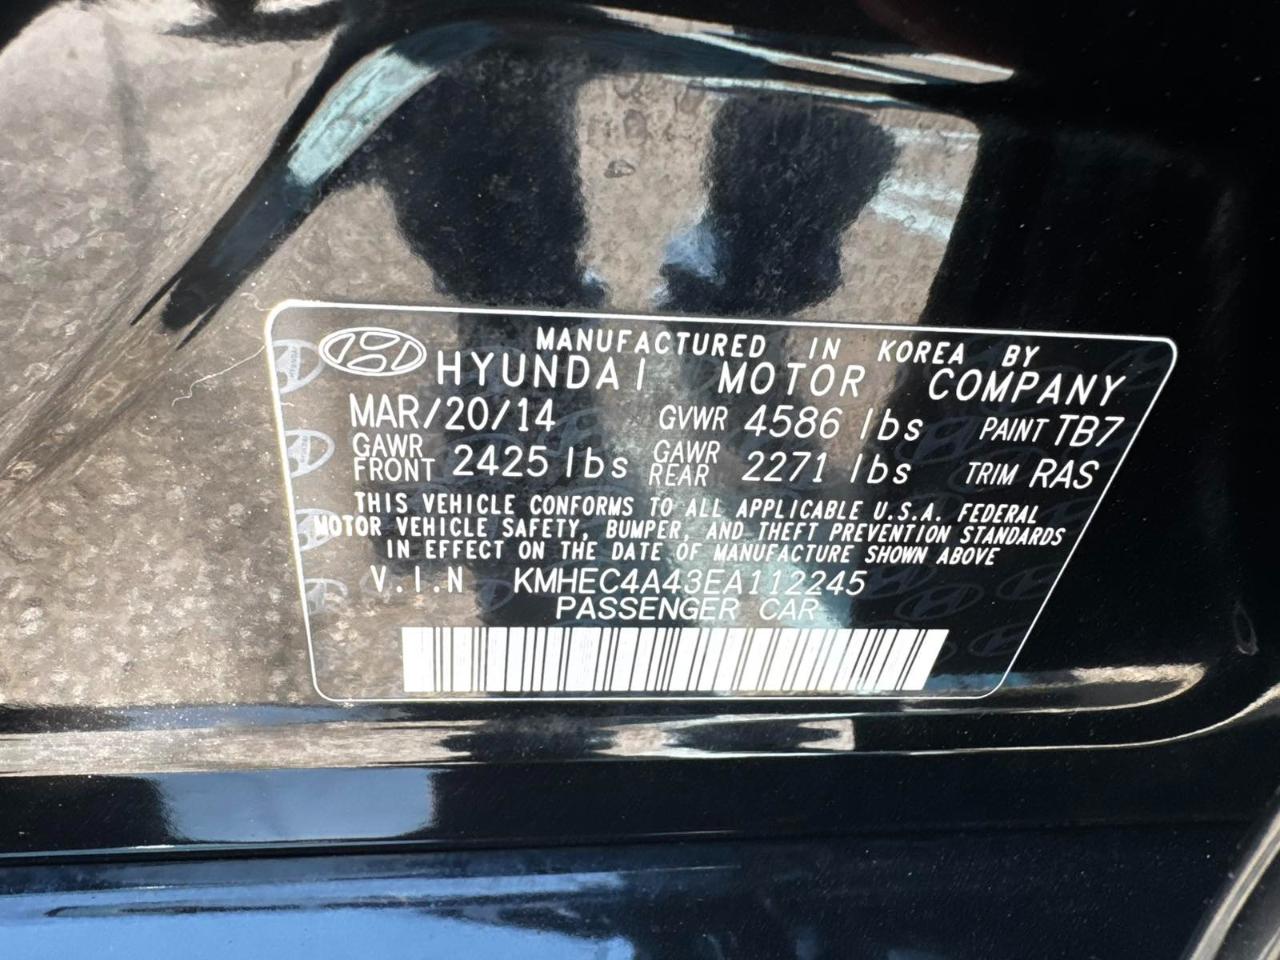 MANUFACTURED IN KOREA BY
HYUNDAI MOTOR COMPANY
MAR/20/14 GVWR 4586 lbs PAINT TB7
GAWR FRONT 2425 lbs GAWR REAR 2271 lbs TRIM RAS
THIS VEHICLE CONFORMS TO ALL APPLICABLE U.S.A. FEDERAL
MOTOR VEHICLE SAFETY, BUMPER, AND THEFT PREVENTION STANDARDS
IN EFFECT ON THE DATE OF MANUFACTURE SHOWN ABOVE
V.I.N KMHEC4A43EA112245
PASSENGER CAR